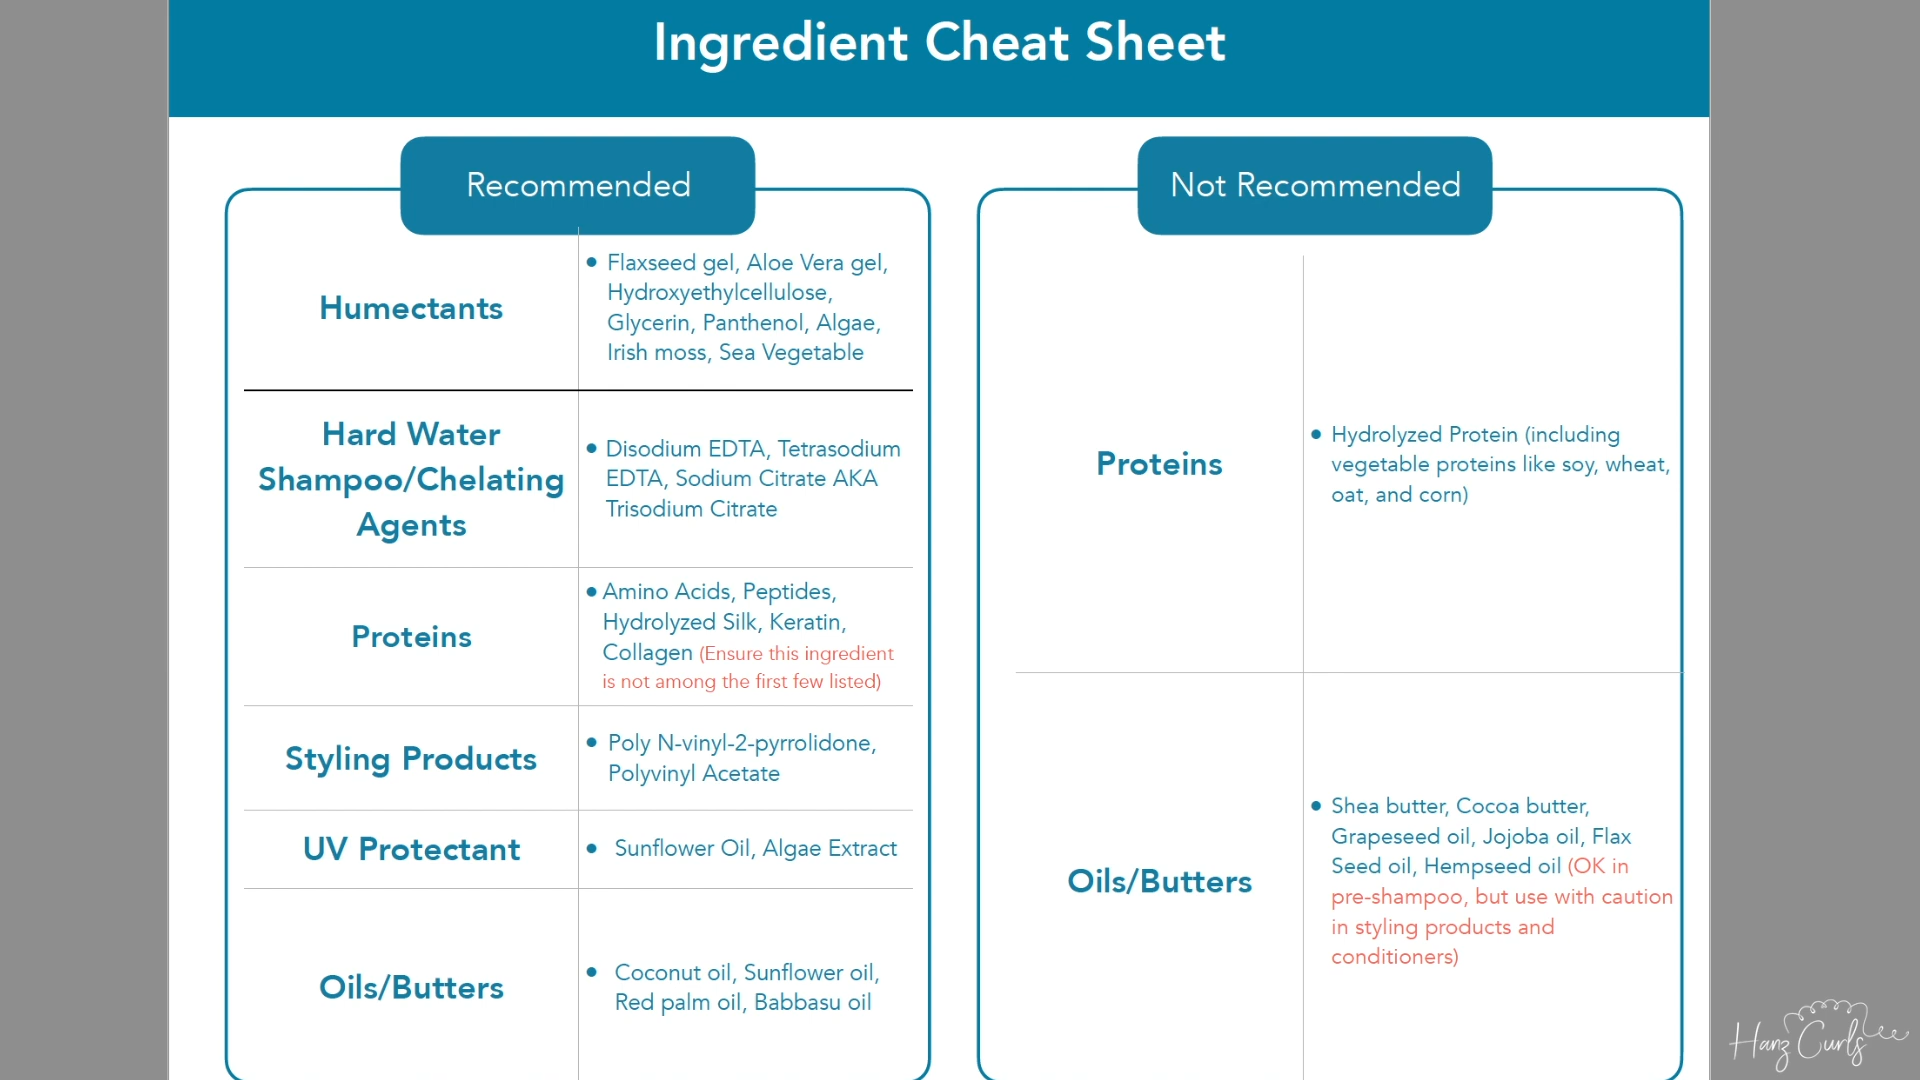 Ingredient Cheat Sheet
Recommended
Humectants
• Flaxseed gel, Aloe Vera gel,
Hydroxyethylcellulose,
Glycerin, Panthenol, Algae,
Irish moss, Sea Vegetable
Hard Water
Shampoo/Chelating
Agents
• Disodium EDTA, Tetrasodium
EDTA, Sodium Citrate AKA
Trisodium Citrate
Proteins
• Amino Acids, Peptides,
Hydrolyzed Silk, Keratin,
Collagen (Ensure this ingredient
is not among the first few listed)
Styling Products
• Poly N-vinyl-2-pyrrolidone,
Polyvinyl Acetate
UV Protectant
• Sunflower Oil, Algae Extract
Oils/Butters
• Coconut oil, Sunflower oil,
Red palm oil, Babbasu oil
Not Recommended
Proteins
• Hydrolyzed Protein (including
vegetable proteins like soy, wheat,
oat, and corn)
Oils/Butters
• Shea butter, Cocoa butter,
Grapeseed oil, Jojoba oil, Flax
Seed oil, Hempseed oil (OK in
pre-shampoo, but use with caution
in styling products and
conditioners)
Hanz Curls